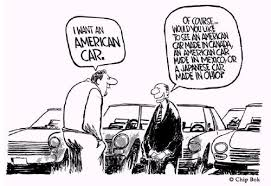 I WANT AN
AMERICAN
CAR.
OF COURSE...
WOULD YOU LIKE
TO SEE AN AMERICAN
CAR MADE IN CANADA,
AN AMERICAN CAR
MADE IN MEXICO, OR
A JAPANESE CAR
MADE IN OHIO?
© Chip Bok